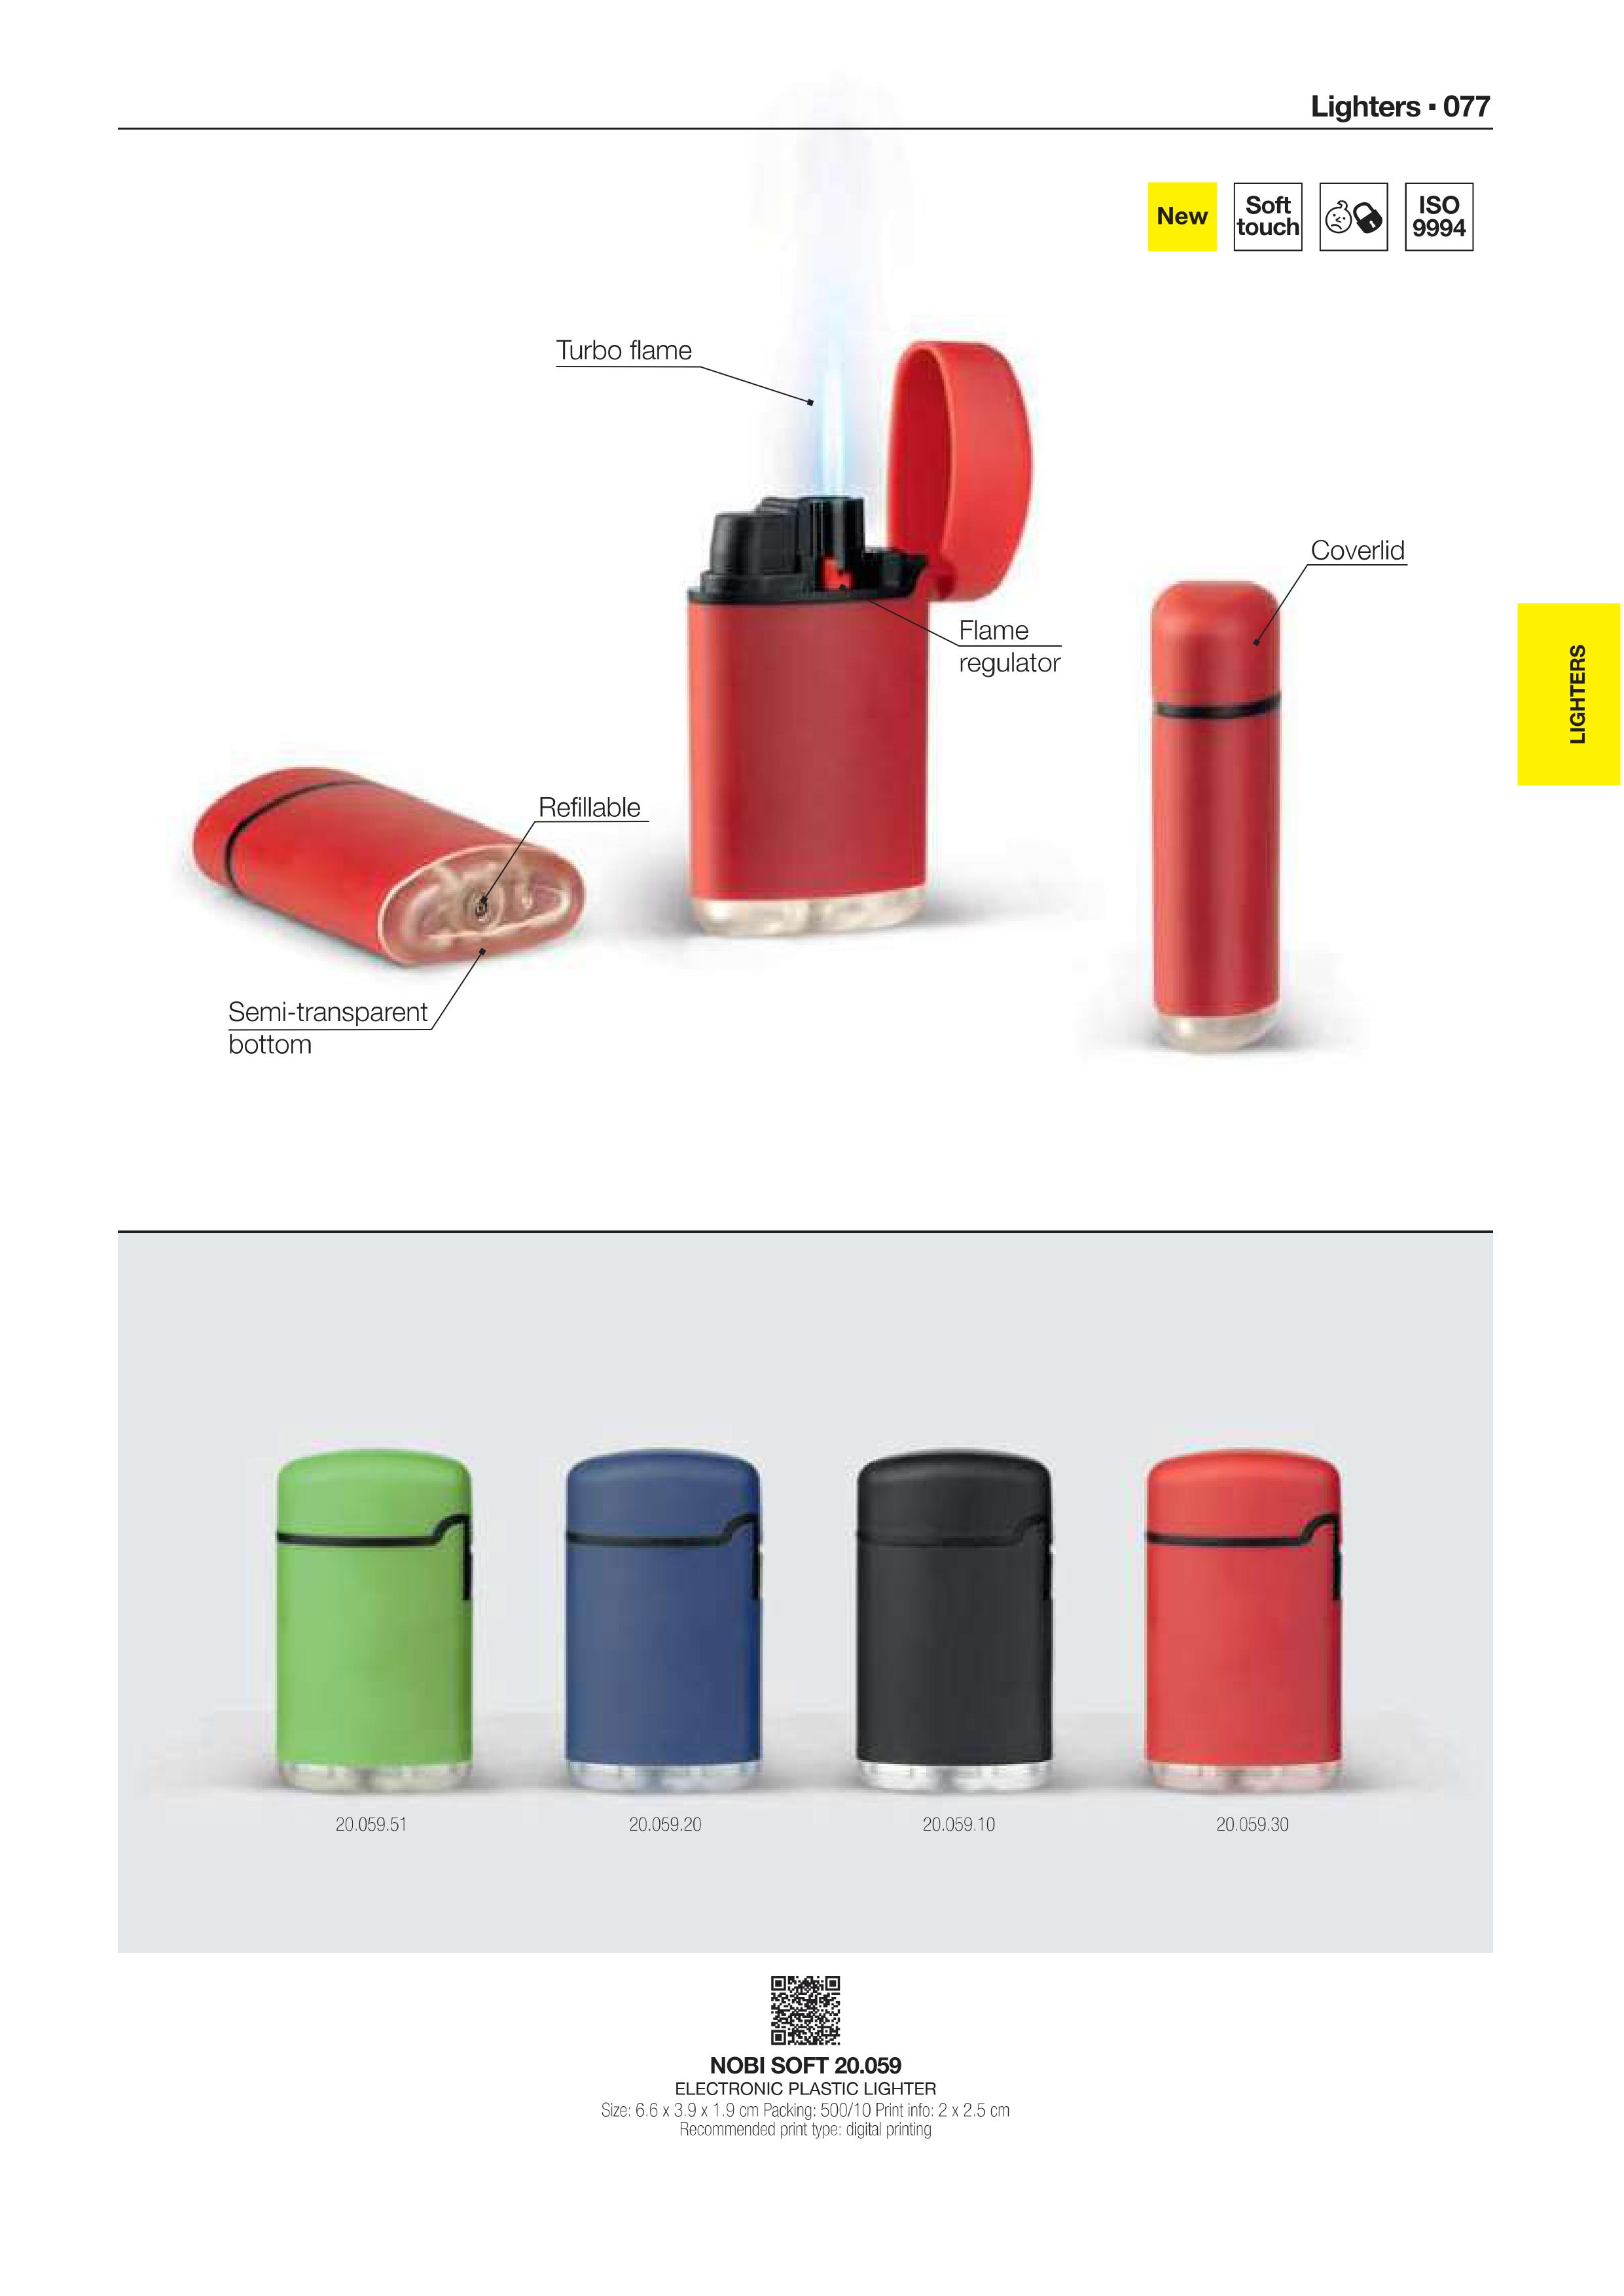 Lighters ▪ 077
New
Soft
touch
ISO
9994
Turbo flame
Coverlid
Flame
regulator
LIGHTERS
Refillable
Semi-transparent
bottom
20.059.51
20.059.20
20.059.10
20.059.30
NOBI SOFT 20.059
ELECTRONIC PLASTIC LIGHTER
Size: 6.6 x 3.9 x 1.9 cm Packing: 500/10 Print info: 2 x 2.5 cm
Recommended print type: digital printing